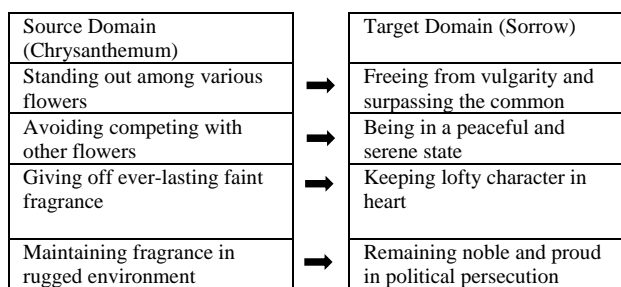 Source Domain
(Chrysanthemum)
Target Domain (Sorrow)
Standing out among various
flowers
Freeing from vulgarity and
surpassing the common
Avoiding competing with
other flowers
Being in a peaceful and
serene state
Giving off ever-lasting faint
fragrance
Keeping lofty character in
heart
Maintaining fragrance in
rugged environment
Remaining noble and proud
in political persecution